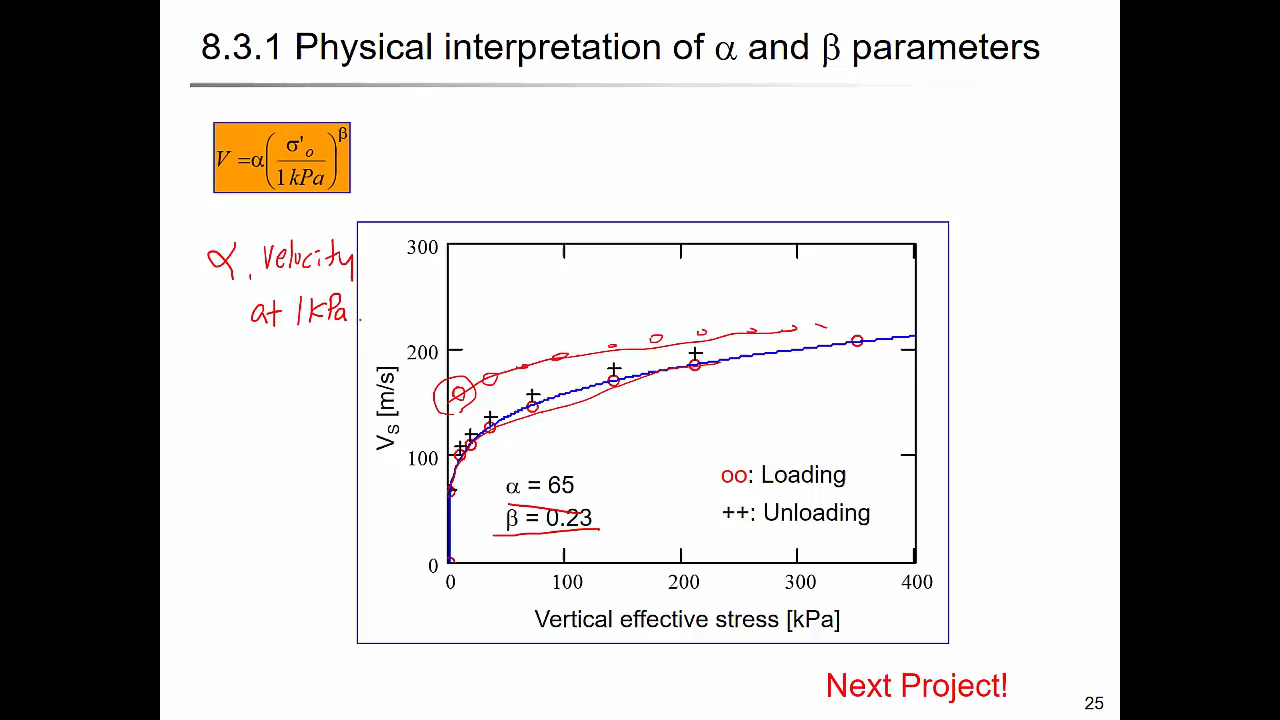 8.3.1 Physical interpretation of α and β parameters
V = α(σ'o / 1 kPa)^β
α, velocity
at 1 kPa.
300
200
100
0
Vs [m/s]
α = 65
β = 0.23
oo: Loading
++: Unloading
0 100 200 300 400
Vertical effective stress [kPa]
Next Project!
25